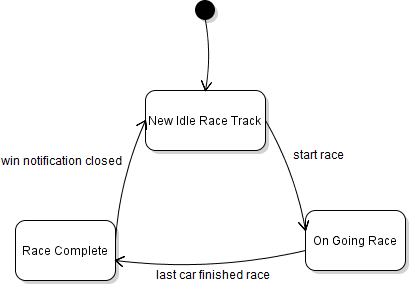 New Idle Race Track
start race
win notification closed
On Going Race
Race Complete
last car finished race